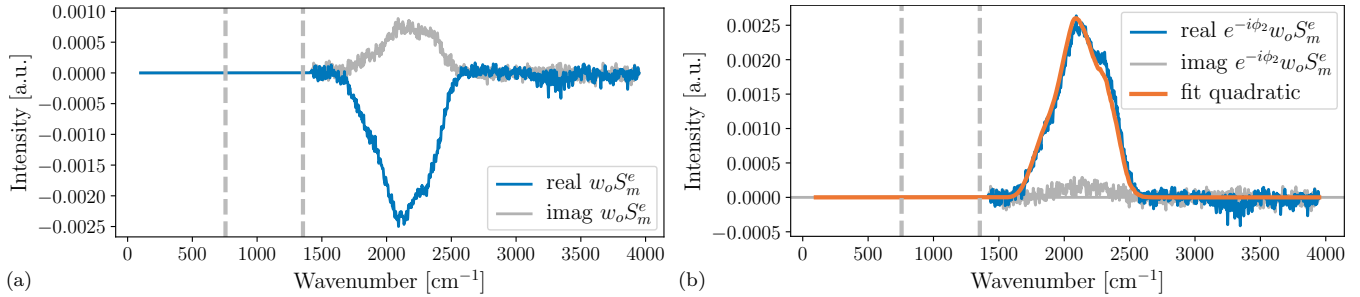 0.0010
0.0005
0.0000
−0.0005
−0.0010
−0.0015
−0.0020
−0.0025
Intensity [a.u.]
real $w_o S_m^e$
imag $w_o S_m^e$
0 500 1000 1500 2000 2500 3000 3500 4000
(a) Wavenumber [cm⁻¹]
0.0025
0.0020
0.0015
0.0010
0.0005
0.0000
−0.0005
Intensity [a.u.]
real $e^{-i\phi_2} w_o S_m^e$
imag $e^{-i\phi_2} w_o S_m^e$
fit quadratic
0 500 1000 1500 2000 2500 3000 3500 4000
(b) Wavenumber [cm⁻¹]